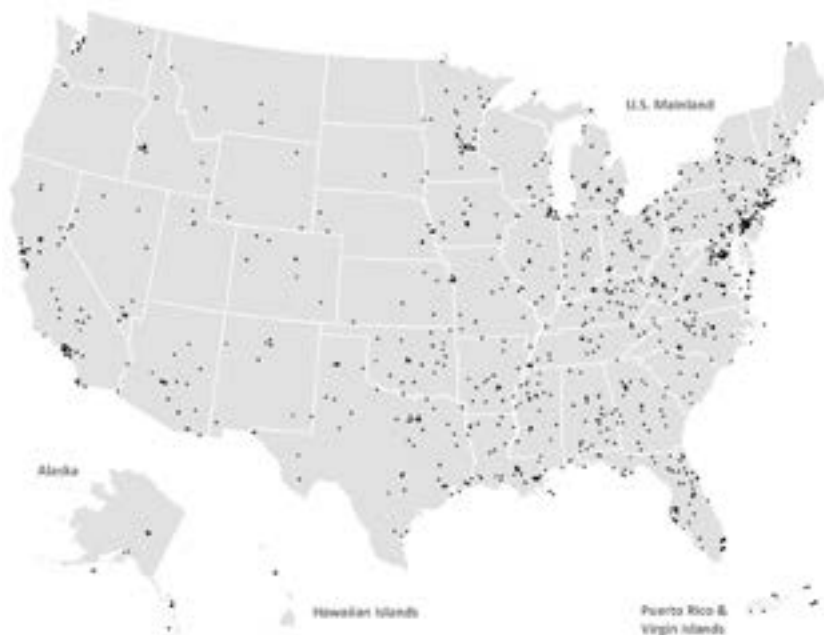 U.S. Mainland
Alaska
Hawaiian Islands
Puerto Rico &
Virgin Islands